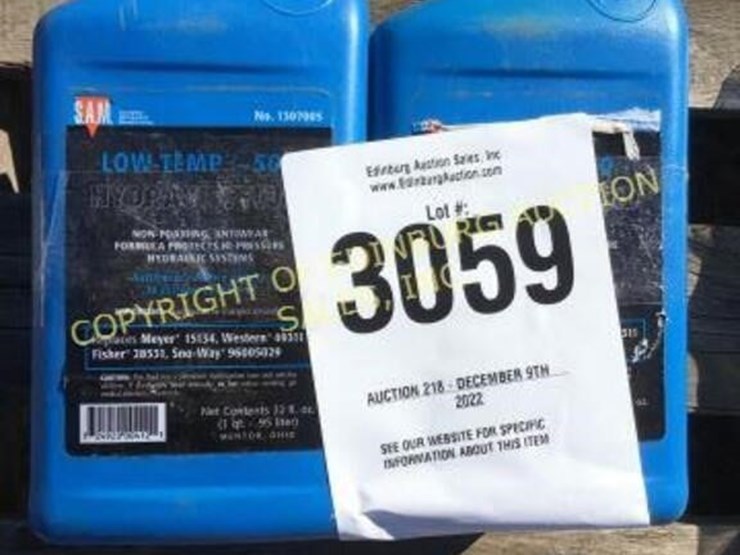 SAM
No. 1307005
LOW-TEMP -50
NON-FOAMING, ANTIWEAR
FORMULA PROTECTS HI-PRESSURE
HYDRAULIC SYSTEMS
Meyer 15134, Western 49311
Fisher 28531, Sno-Way 96005029
Net Contents 32 fl. oz.
(1 qt. - .95 liter)
MENTOR, OHIO
Edinburg Auction Sales, Inc
www.EdinburgAuction.com
Lot #:
3059
AUCTION 218 - DECEMBER 9TH
2022
SEE OUR WEBSITE FOR SPECIFIC
INFORMATION ABOUT THIS ITEM
COPYRIGHT OF EDINBURG AUCTION
SALES, INC